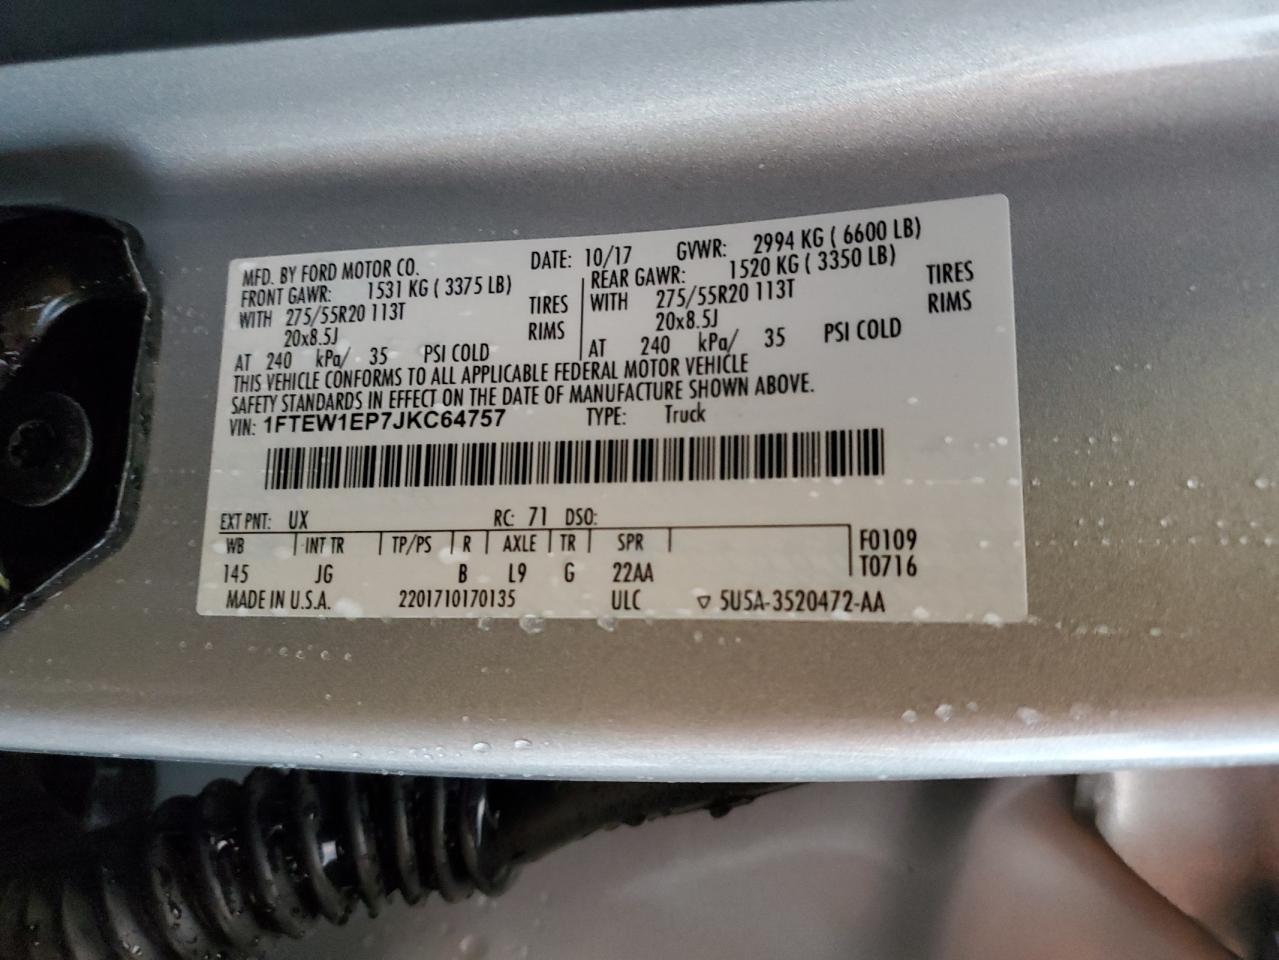 MFD. BY FORD MOTOR CO. DATE: 10/17 GVWR: 2994 KG ( 6600 LB)
FRONT GAWR: 1531 KG ( 3375 LB) REAR GAWR: 1520 KG ( 3350 LB)
WITH 275/55R20 113T TIRES WITH 275/55R20 113T TIRES
20x8.5J RIMS 20x8.5J RIMS
AT 240 kPa/ 35 PSI COLD AT 240 kPa/ 35 PSI COLD
THIS VEHICLE CONFORMS TO ALL APPLICABLE FEDERAL MOTOR VEHICLE
SAFETY STANDARDS IN EFFECT ON THE DATE OF MANUFACTURE SHOWN ABOVE.
VIN: 1FTEW1EP7JKC64757 TYPE: Truck
EXT PNT: UX RC: 71 DSO:
WB INT TR TP/PS R AXLE TR SPR F0109
145 JG B L9 G 22AA T0716
MADE IN U.S.A. 2201710170135 ULC ▽ 5U5A-3520472-AA